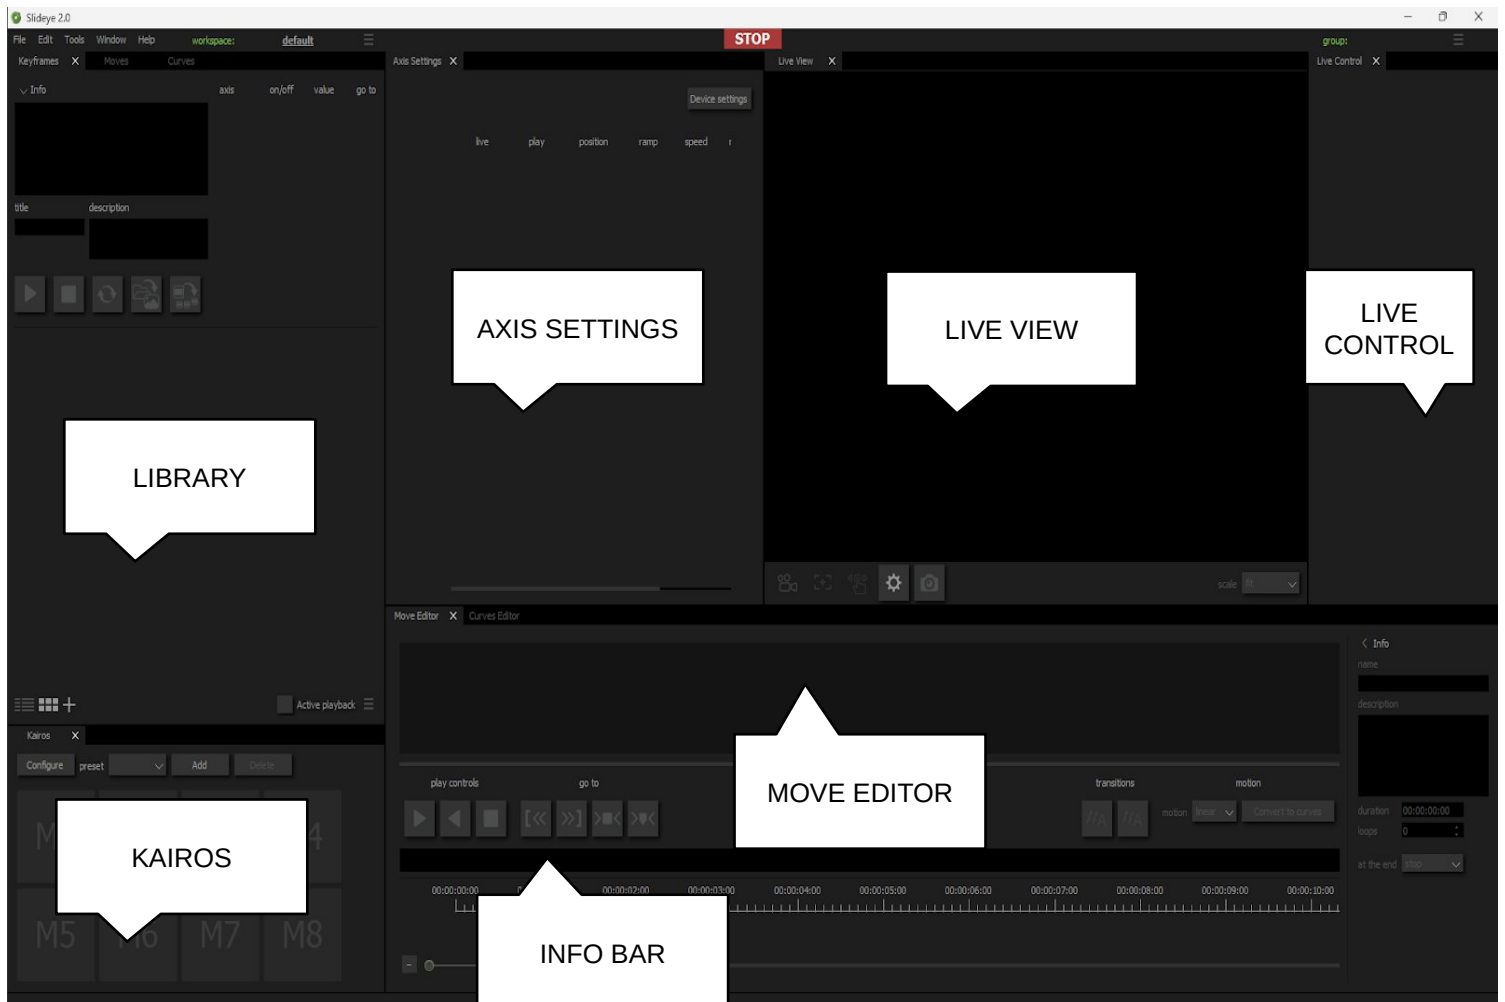 Slideye 2.0
File Edit Tools Window Help workspace: default STOP group:
Keyframes X Moves Curves Axis Settings X Live View X Live Control X
Info axis on/off value go to
Device settings
live play position ramp speed
title description
AXIS SETTINGS
LIVE VIEW
LIVE
CONTROL
LIBRARY
scale fit
Move Editor X Curves Editor
Info
name
description
Active playback
Kairos X
Configure preset Add Delete
play controls go to transitions motion
MOVE EDITOR
motion linear Convert to curves
duration 00:00:00:00
loops 0
at the end stop
KAIROS
00:00:00:00 00:00:02:00 00:00:03:00 00:00:04:00 00:00:05:00 00:00:06:00 00:00:07:00 00:00:08:00 00:00:09:00 00:00:10:00
M5 M6 M7 M8
INFO BAR